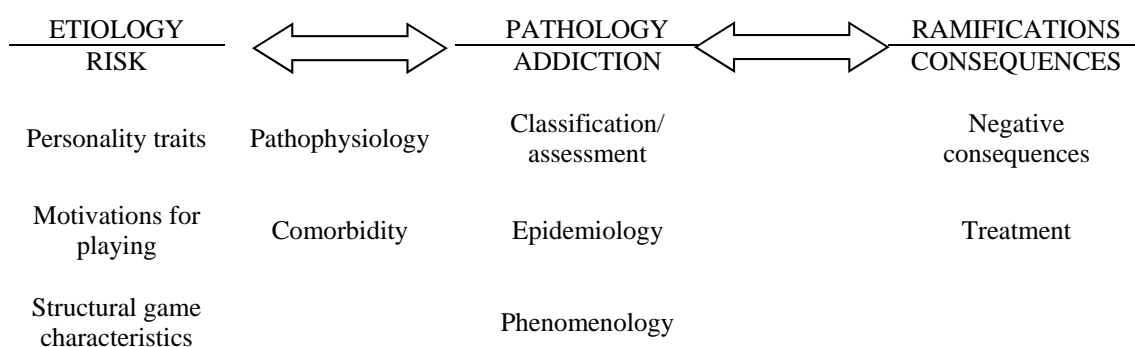 ETIOLOGY PATHOLOGY RAMIFICATIONS
RISK ADDICTION CONSEQUENCES
Personality traits
Pathophysiology
Classification/
assessment
Negative
consequences
Motivations for
playing
Comorbidity
Epidemiology
Treatment
Structural game
characteristics
Phenomenology